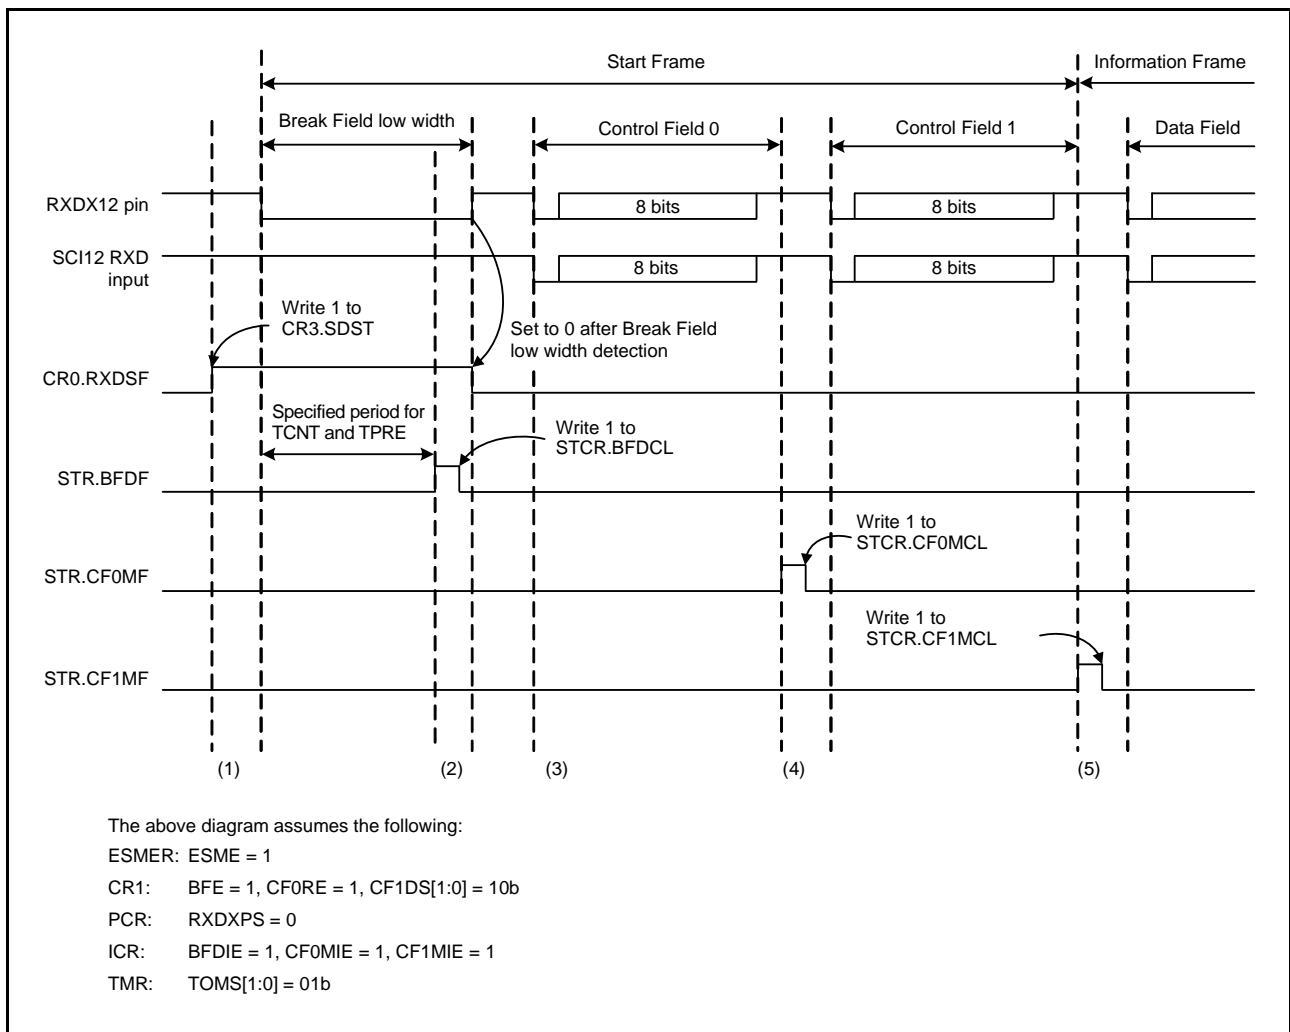 Start Frame
Information Frame
Break Field low width
Control Field 0
Control Field 1
Data Field
RXDX12 pin
8 bits
8 bits
SCI12 RXD
input
8 bits
8 bits
Write 1 to
CR3.SDST
Set to 0 after Break Field
low width detection
CR0.RXDSF
Specified period for
TCNT and TPRE
Write 1 to
STCR.BFDCL
STR.BFDF
Write 1 to
STCR.CF0MCL
STR.CF0MF
Write 1 to
STCR.CF1MCL
STR.CF1MF
(1)
(2)
(3)
(4)
(5)
The above diagram assumes the following:
ESMER: ESME = 1
CR1: BFE = 1, CF0RE = 1, CF1DS[1:0] = 10b
PCR: RXDXPS = 0
ICR: BFDIE = 1, CF0MIE = 1, CF1MIE = 1
TMR: TOMS[1:0] = 01b